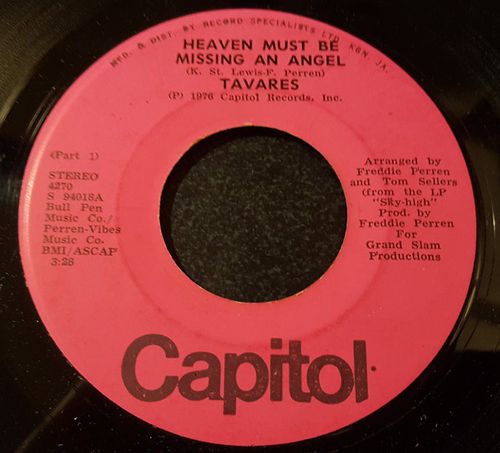 MFD. & DIST. BY RECORD SPECIALISTS LTD. KGN. JA.
HEAVEN MUST BE
MISSING AN ANGEL
(K. St. Lewis-F. Perren)
TAVARES
(P) 1976 Capitol Records, Inc.
(Part 1)
STEREO
4270
S 94018A
Bull Pen
Music Co./
Perren-Vibes
Music Co.
BMI/ASCAP
3:28
Arranged by
Freddie Perren
and Tom Sellers
(from the LP
"Sky-high"
Prod. by
Freddie Perren
For
Grand Slam
Productions
Capitol